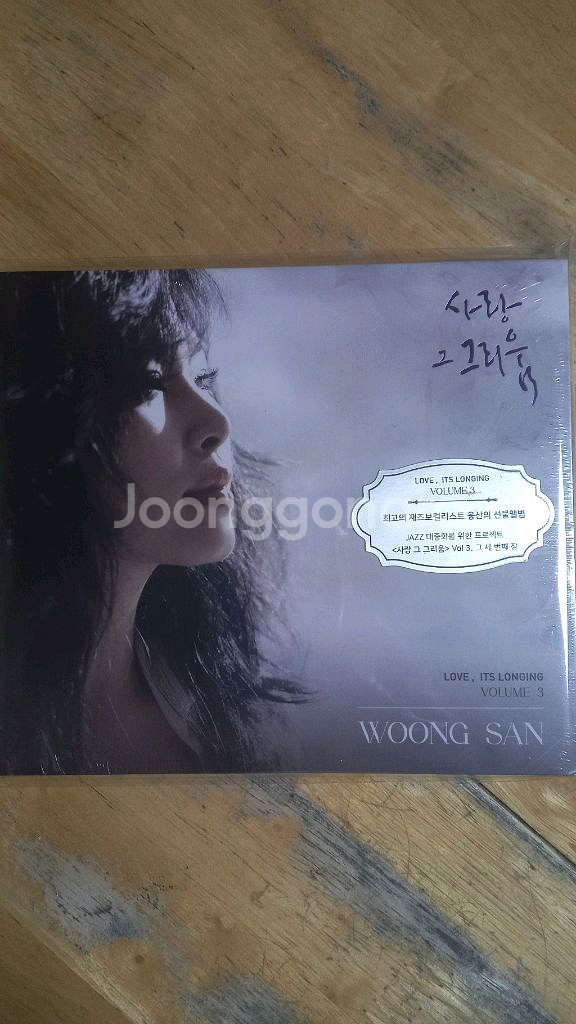 사랑
그 그리움
LOVE, ITS LONGING
VOLUME 3
최고의 재즈보컬리스트 웅산의 선물앨범
JAZZ 대중화를 위한 프로젝트
<사랑 그 그리움> Vol 3. 그 세 번째 장
LOVE, ITS LONGING
VOLUME 3
WOONG SAN